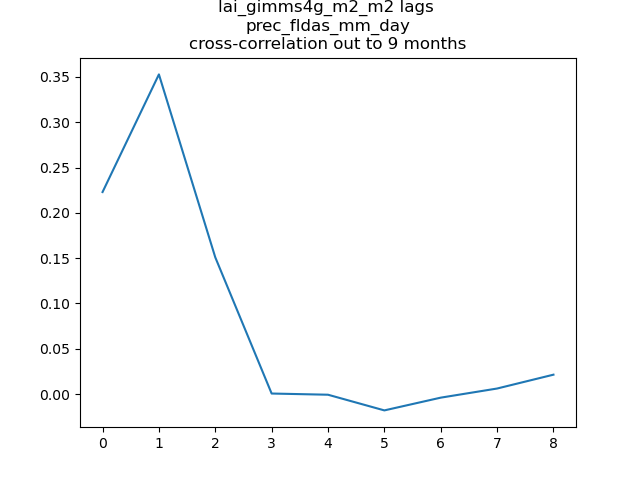 lai_gimms4g_m2_m2 lags
prec_fldas_mm_day
cross-correlation out to 9 months
0.35
0.30
0.25
0.20
0.15
0.10
0.05
0.00
0 1 2 3 4 5 6 7 8